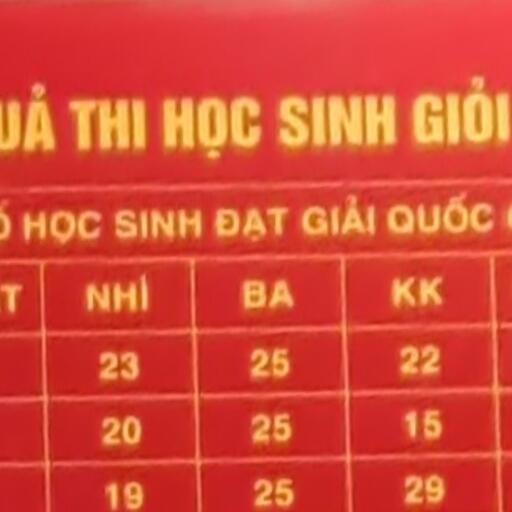 UẢ THI HỌC SINH GIỎI
Ố HỌC SINH ĐẠT GIẢI QUỐC
T NHÌ BA KK
23 25 22
20 25 15
19 25 29